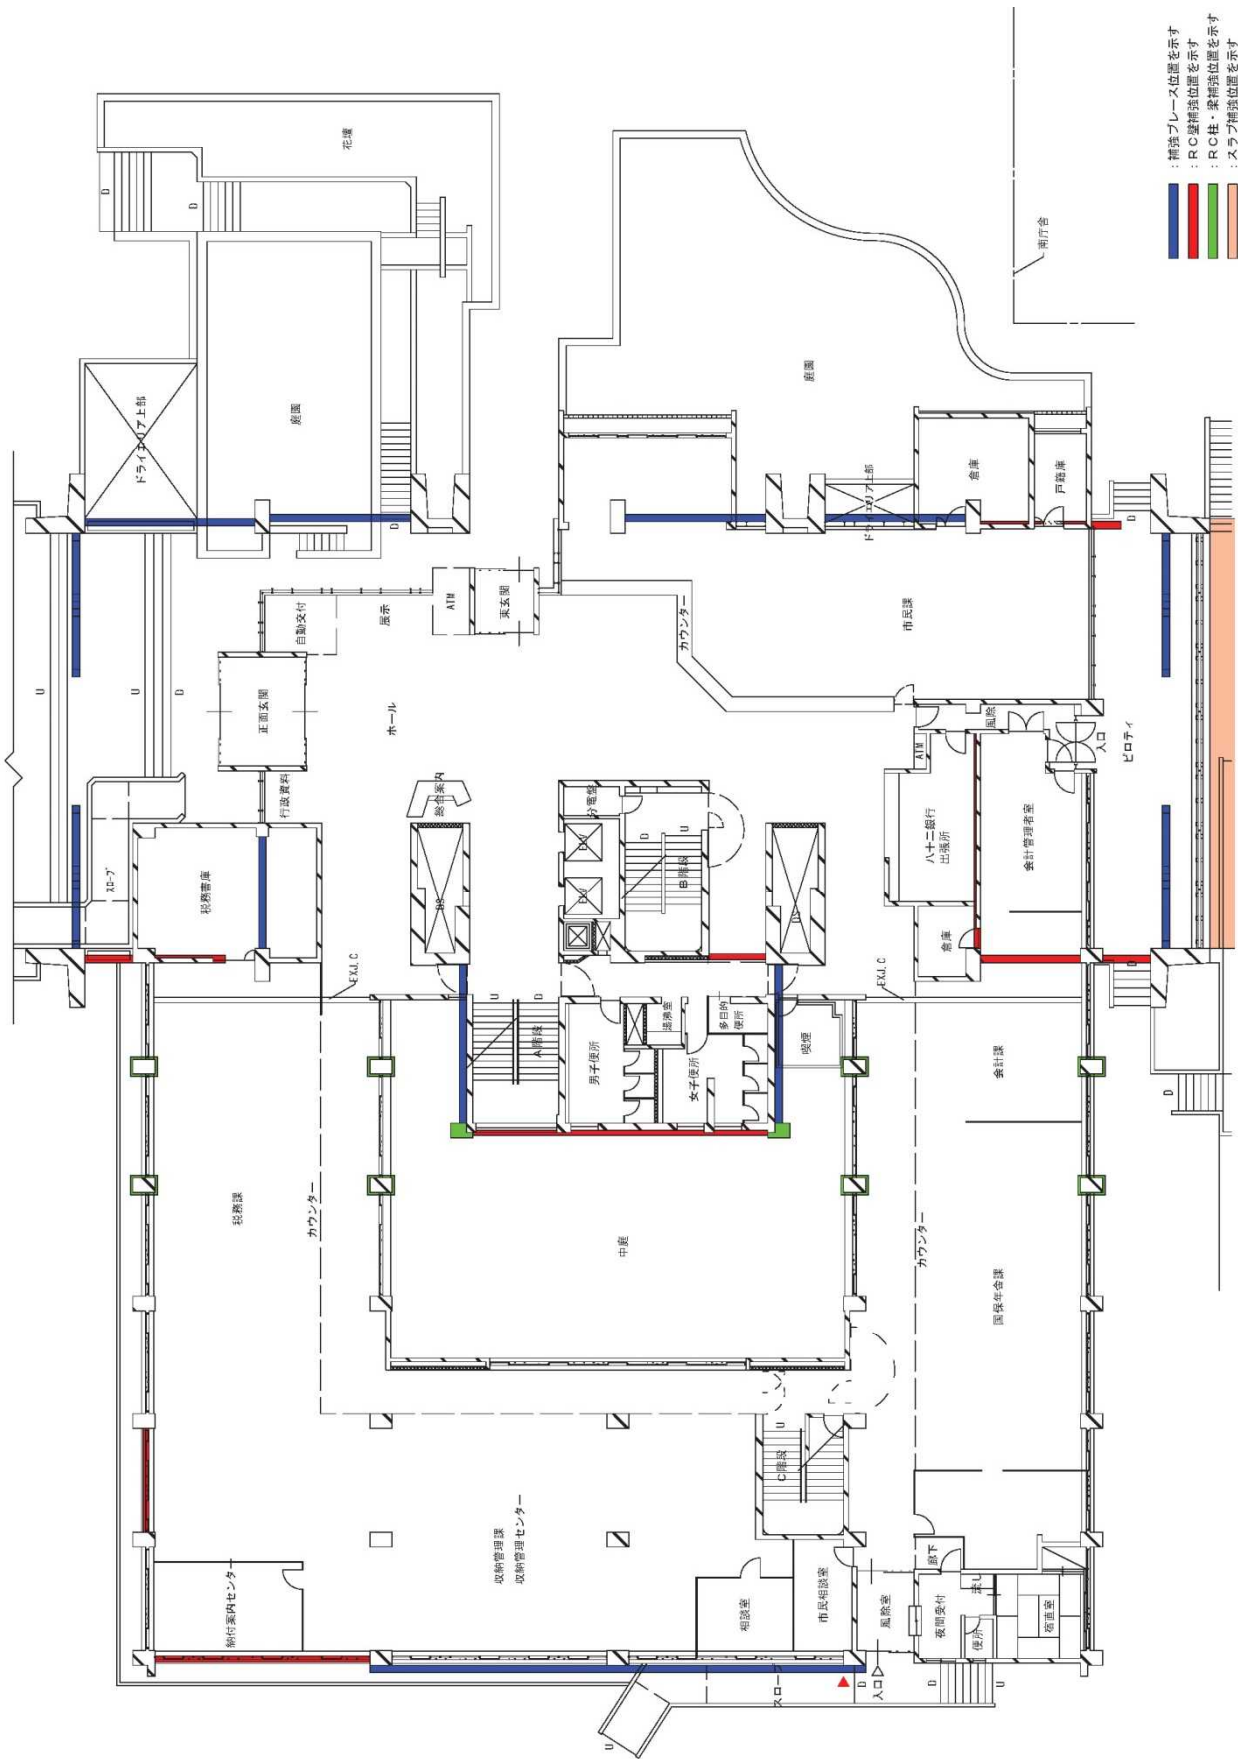 ：補強ブレース位置を示す
：ＲＣ壁補強位置を示す
：ＲＣ柱・梁補強位置を示す
：スラブ補強位置を示す
南庁舎
花壇
D
D
ドライエリア上部
庭園
D
庭園
ドライエリア上部
倉庫
戸籍庫
D
U
U
D
正面玄関
自動交付
展示
ATM
東玄関
カウンター
市民課
ホール
行政資料
総合案内
分電盤
ELV
ELV
D
U
B階段
DS
DS
ATM
風除
入口
ピロティ
八十二銀行
出張所
会計管理者室
倉庫
スロープ
税務書庫
EXJ.C
EXJ.C
U
D
A階段
男子便所
湯沸室
女子便所
多目的
便所
喫煙
D
D
会計課
税務課
カウンター
中庭
カウンター
国保年金課
U
C階段
収納管理課
収納管理センター
納付案内センター
相談室
市民相談室
風除室
廊下
夜間受付
流し
便所
宿直室
スロープ
D
入口
D
U
U